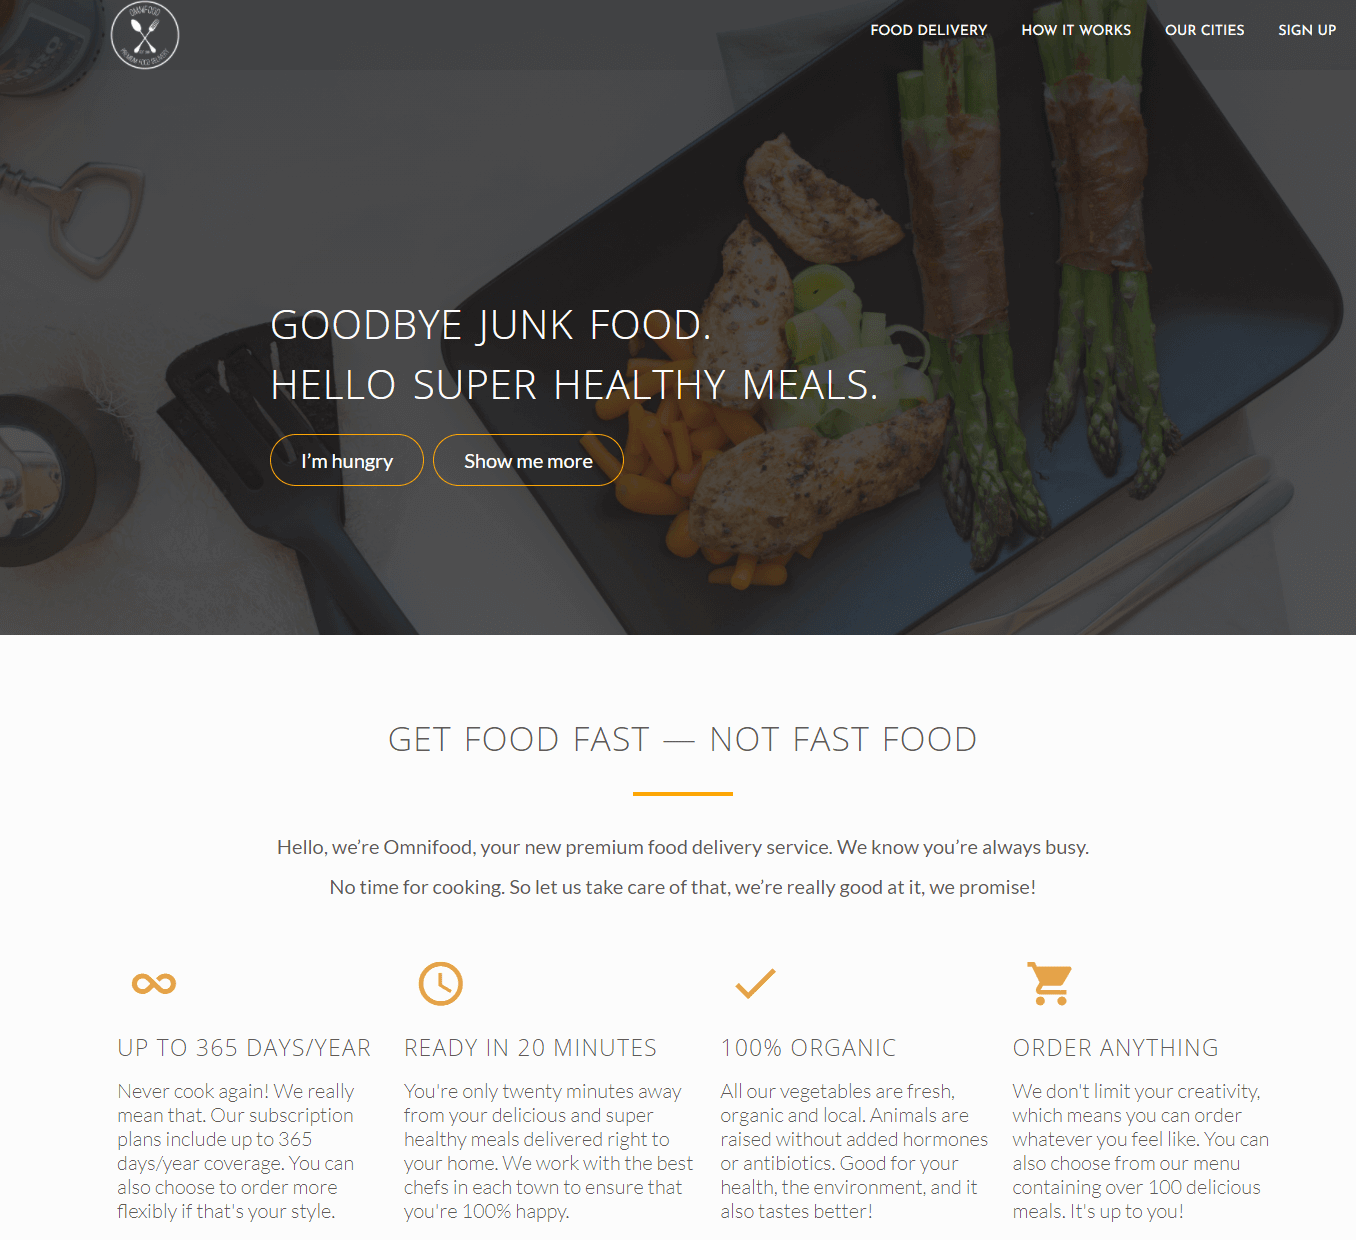 OMNIFOOD
PREMIUM FOOD DELIVERY
FOOD DELIVERY
HOW IT WORKS
OUR CITIES
SIGN UP
GOODBYE JUNK FOOD.
HELLO SUPER HEALTHY MEALS.
I’m hungry
Show me more
GET FOOD FAST — NOT FAST FOOD
Hello, we’re Omnifood, your new premium food delivery service. We know you’re always busy.
No time for cooking. So let us take care of that, we’re really good at it, we promise!
UP TO 365 DAYS/YEAR
Never cook again! We really
mean that. Our subscription
plans include up to 365
days/year coverage. You can
also choose to order more
flexibly if that's your style.
READY IN 20 MINUTES
You're only twenty minutes away
from your delicious and super
healthy meals delivered right to
your home. We work with the best
chefs in each town to ensure that
you're 100% happy.
100% ORGANIC
All our vegetables are fresh,
organic and local. Animals are
raised without added hormones
or antibiotics. Good for your
health, the environment, and it
also tastes better!
ORDER ANYTHING
We don't limit your creativity,
which means you can order
whatever you feel like. You can
also choose from our menu
containing over 100 delicious
meals. It's up to you!